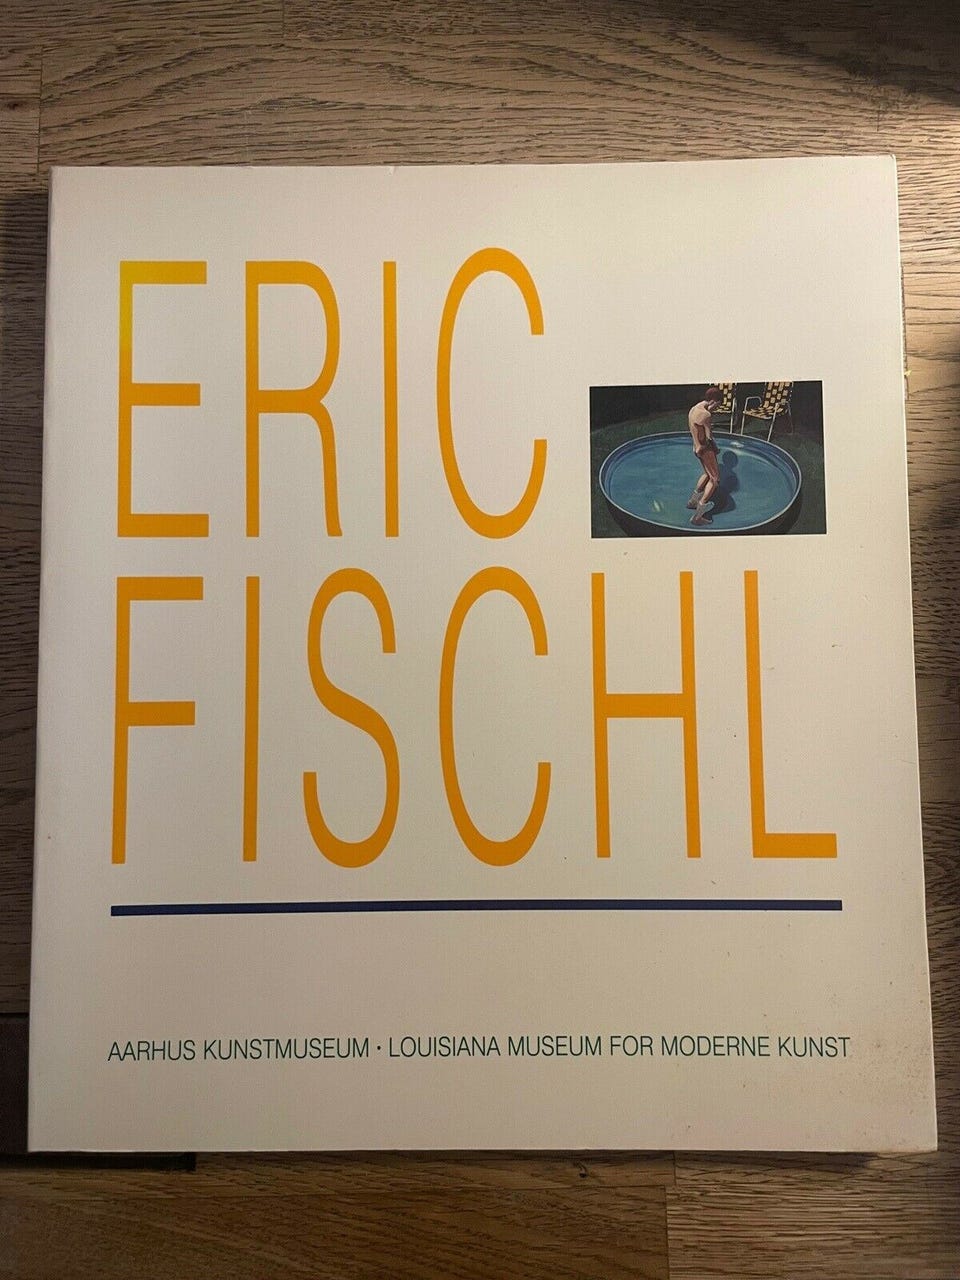 ERIC
FISCHL
AARHUS KUNSTMUSEUM · LOUISIANA MUSEUM FOR MODERNE KUNST